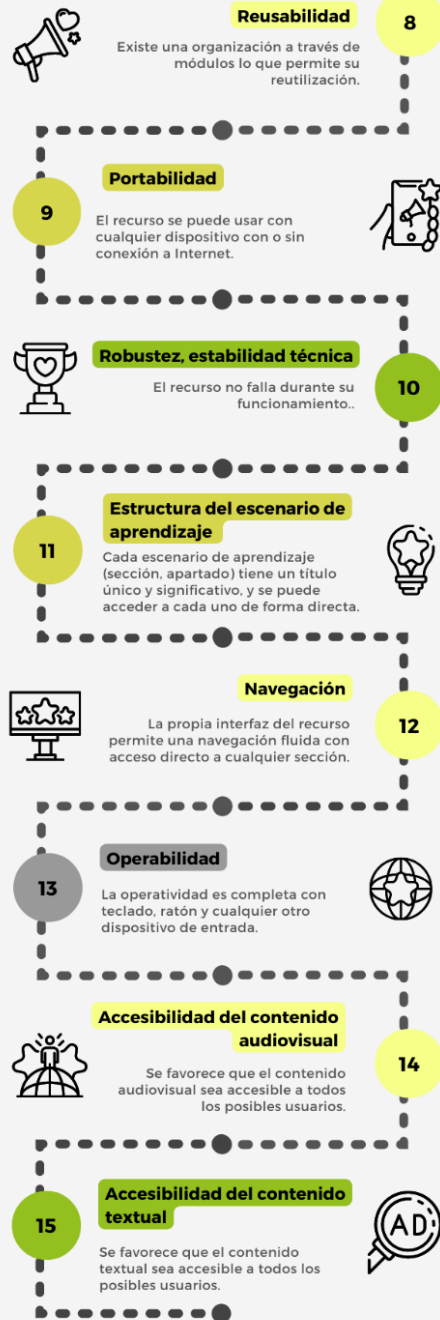 Reusabilidad
8
Existe una organización a través de
módulos lo que permite su
reutilización.
Portabilidad
9
El recurso se puede usar con
cualquier dispositivo con o sin
conexión a Internet.
Robustez, estabilidad técnica
10
El recurso no falla durante su
funcionamiento..
Estructura del escenario de
aprendizaje
11
Cada escenario de aprendizaje
(sección, apartado) tiene un título
único y significativo, y se puede
acceder a cada uno de forma directa.
Navegación
12
La propia interfaz del recurso
permite una navegación fluida con
acceso directo a cualquier sección.
Operabilidad
13
La operatividad es completa con
teclado, ratón y cualquier otro
dispositivo de entrada.
Accesibilidad del contenido
audiovisual
14
Se favorece que el contenido
audiovisual sea accesible a todos
los posibles usuarios.
Accesibilidad del contenido
textual
15
AD
Se favorece que el contenido
textual sea accesible a todos los
posibles usuarios.